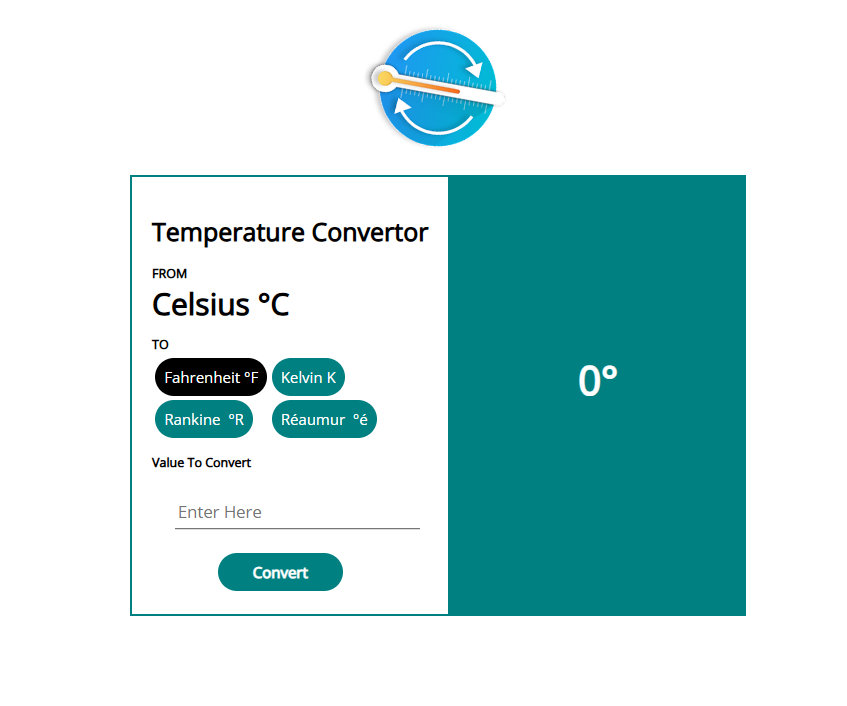 Temperature Convertor
FROM
Celsius °C
TO
Fahrenheit °F Kelvin K
Rankine °R Réaumur °é
Value To Convert
Enter Here
Convert
0°